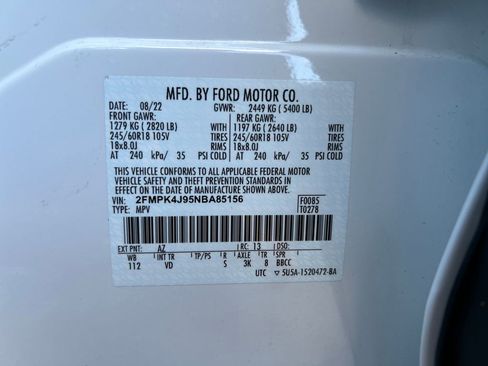 MFD. BY FORD MOTOR CO.
DATE: 08/22 GVWR: 2449 KG ( 5400 LB)
FRONT GAWR: REAR GAWR:
1279 KG ( 2820 LB) WITH 1197 KG ( 2640 LB) WITH
245/60R18 105V TIRES 245/60R18 105V TIRES
18x8.0J RIMS 18x8.0J RIMS
AT 240 kPa/ 35 PSI COLD AT 240 kPa/ 35 PSI COLD
THIS VEHICLE CONFORMS TO ALL APPLICABLE FEDERAL MOTOR
VEHICLE SAFETY AND THEFT PREVENTION STANDARDS IN
EFFECT ON THE DATE OF MANUFACTURE SHOWN ABOVE.
VIN: 2FMPK4J95NBA85156 F0085
TYPE: MPV T0278
EXT PNT: AZ RC: 13 DSO:
WB INT TR TP/PS R AXLE TR SPR
112 VD S 3K 8 BBCC
UTC ▽ 5U5A-1520472-BA